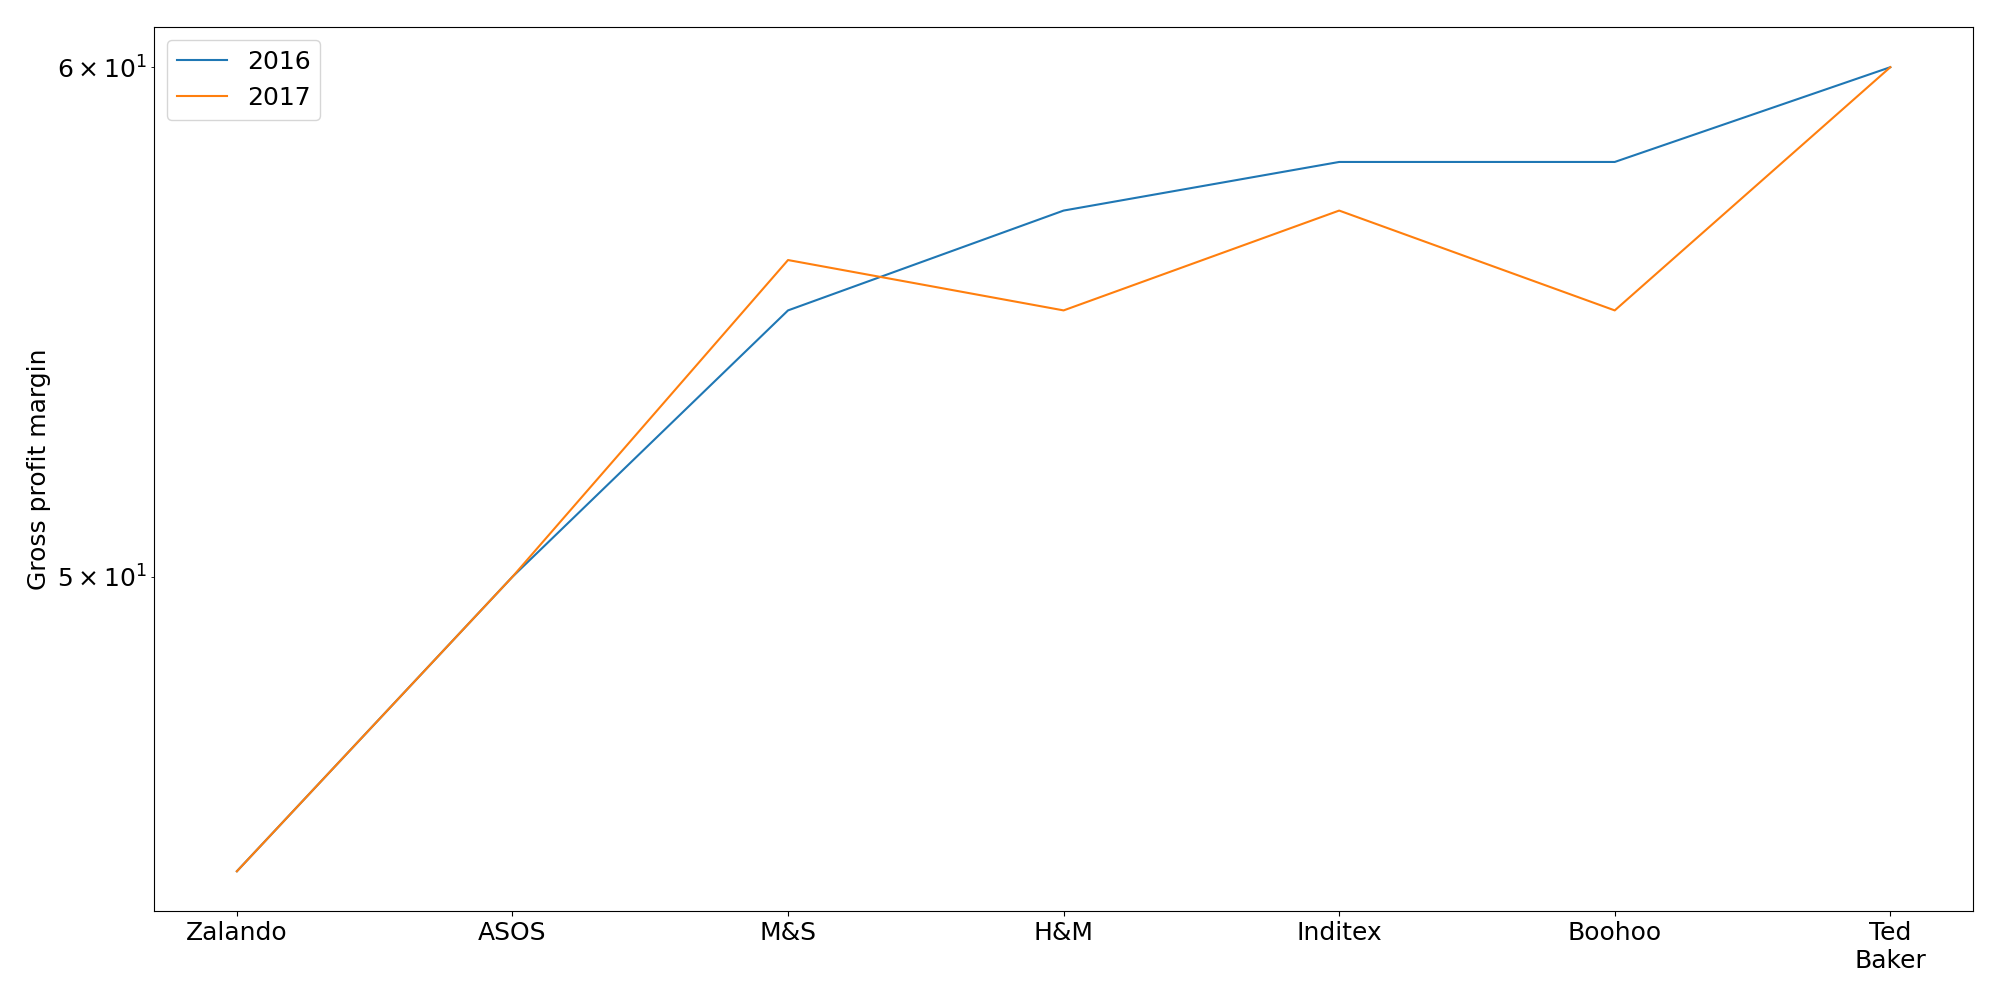 2016
2017
6 × 10¹
5 × 10¹
Gross profit margin
Zalando
ASOS
M&S
H&M
Inditex
Boohoo
Ted
Baker